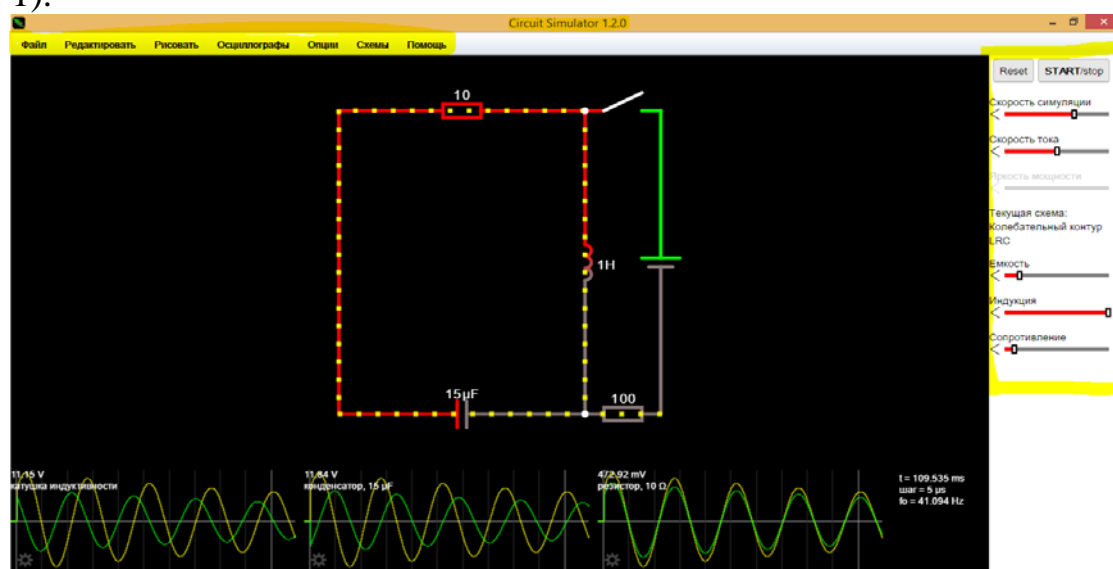 1).
Circuit Simulator 1.2.0
Файл Редактировать Рисовать Осциллографы Опции Схемы Помощь
Reset START/stop
Скорость симуляции
Скорость тока
Яркость мощности
Текущая схема:
Колебательный контур
LRC
Емкость
Индукция
Сопротивление
10
1H
15µF
100
11.15 V
катушка индуктивности
11.84 V
конденсатор, 15 µF
472.92 mV
резистор, 10 Ω
t = 109.535 ms
шаг = 5 µs
fo = 41.094 Hz